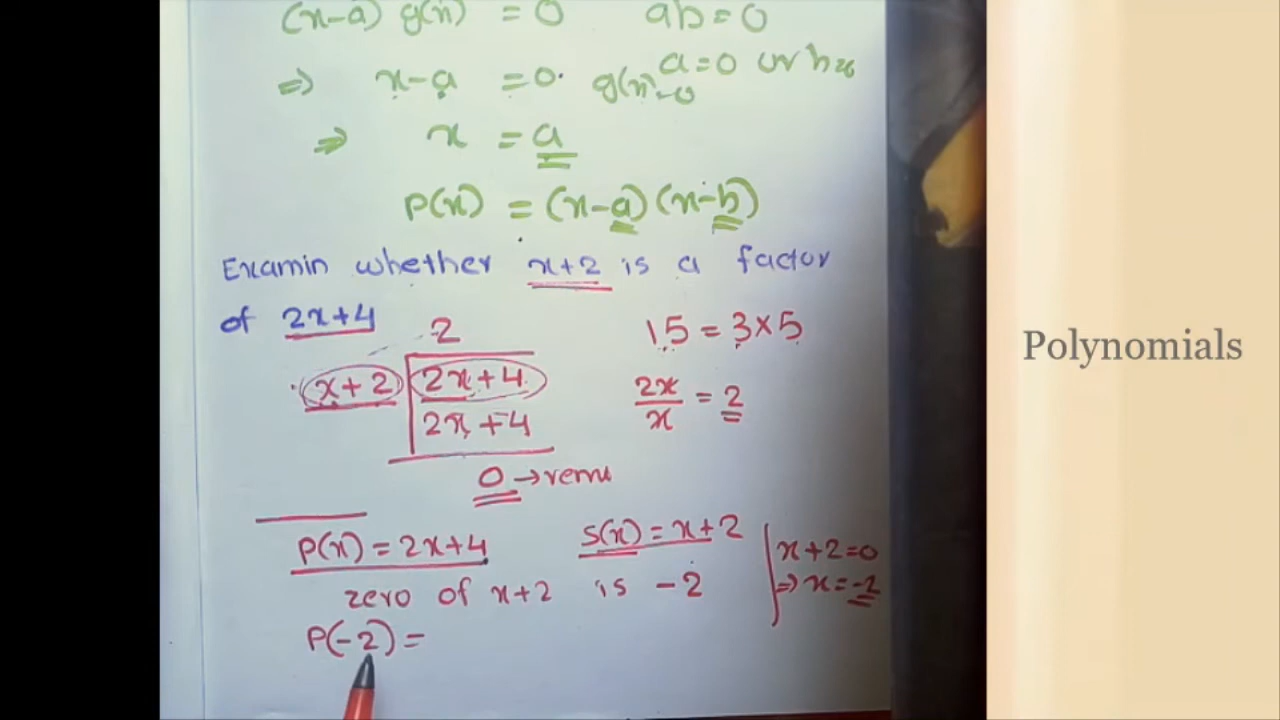 (x-a) g(x) = 0 ab = 0
⇒ x-a = 0 g(x)=0 a=0 or b=0
⇒ x = a
P(x) = (x-a)(x-b)
Examin whether x+2 is a factor
of 2x+4
15 = 3×5
2
x+2 2x+4
2x/x = 2
2x+4
0 → rem
P(x) = 2x+4 S(x) = x+2
x+2=0
zero of x+2 is -2
⇒ x=-2
P(-2) =
Polynomials